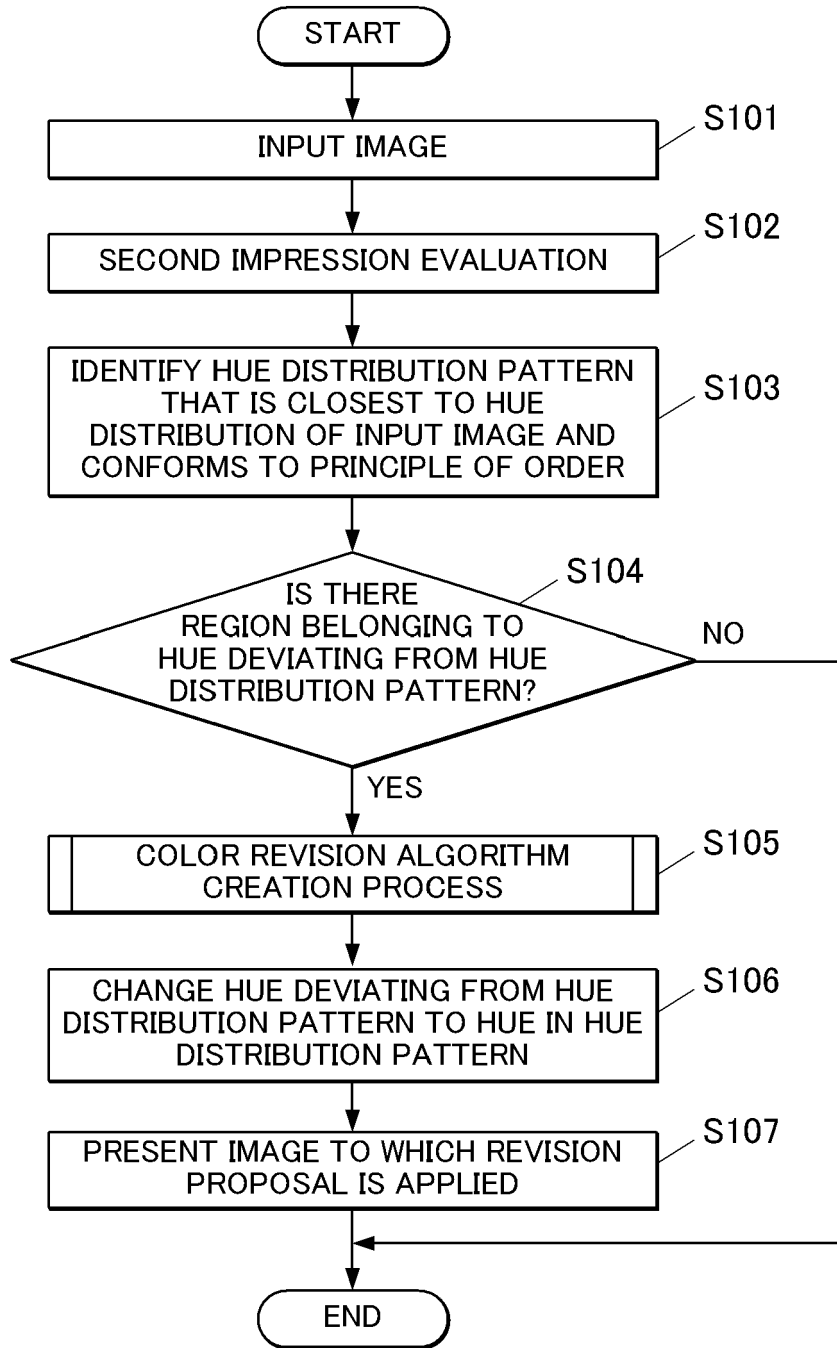 START
S101
INPUT IMAGE
S102
SECOND IMPRESSION EVALUATION
S103
IDENTIFY HUE DISTRIBUTION PATTERN
THAT IS CLOSEST TO HUE
DISTRIBUTION OF INPUT IMAGE AND
CONFORMS TO PRINCIPLE OF ORDER
S104
IS THERE
REGION BELONGING TO
HUE DEVIATING FROM HUE
DISTRIBUTION PATTERN?
NO
YES
S105
COLOR REVISION ALGORITHM
CREATION PROCESS
S106
CHANGE HUE DEVIATING FROM HUE
DISTRIBUTION PATTERN TO HUE IN HUE
DISTRIBUTION PATTERN
S107
PRESENT IMAGE TO WHICH REVISION
PROPOSAL IS APPLIED
END